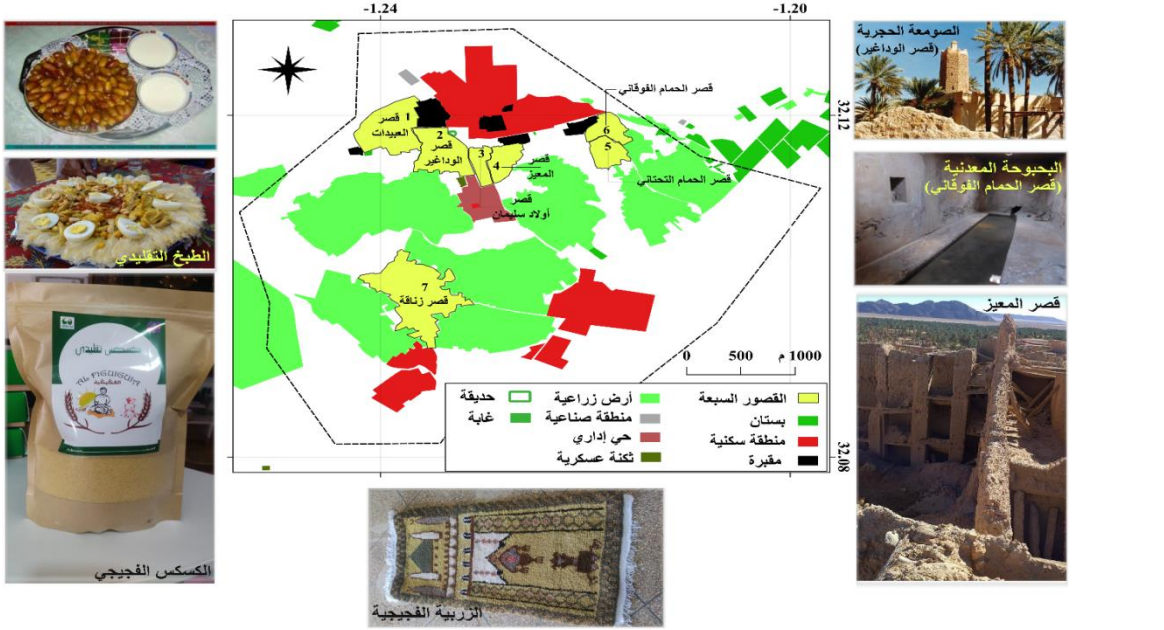 -1.24
-1.20
32.12
32.08
الصومعة الحجرية
(قصر الوداغير)
البحبوحة المعدنية
(قصر الحمام الفوقاني)
قصر المعيز
الطبخ التقليدي
كسكس تقليدي
AL FIGUIGUIA
الفجيجية
الكسكس الفجيجي
الزربية الفجيجية
قصر الحمام الفوقاني
قصر 1
العبيدات
2
قصر
الوداغير
3
4
قصر
المعيز
6
5
قصر الحمام التحتاني
قصر
أولاد سليمان
7
قصر زناقة
0 500 1000 م
القصور السبعة
بستان
منطقة سكنية
مقبرة
أرض زراعية
منطقة صناعية
حي إداري
ثكنة عسكرية
حديقة
غابة